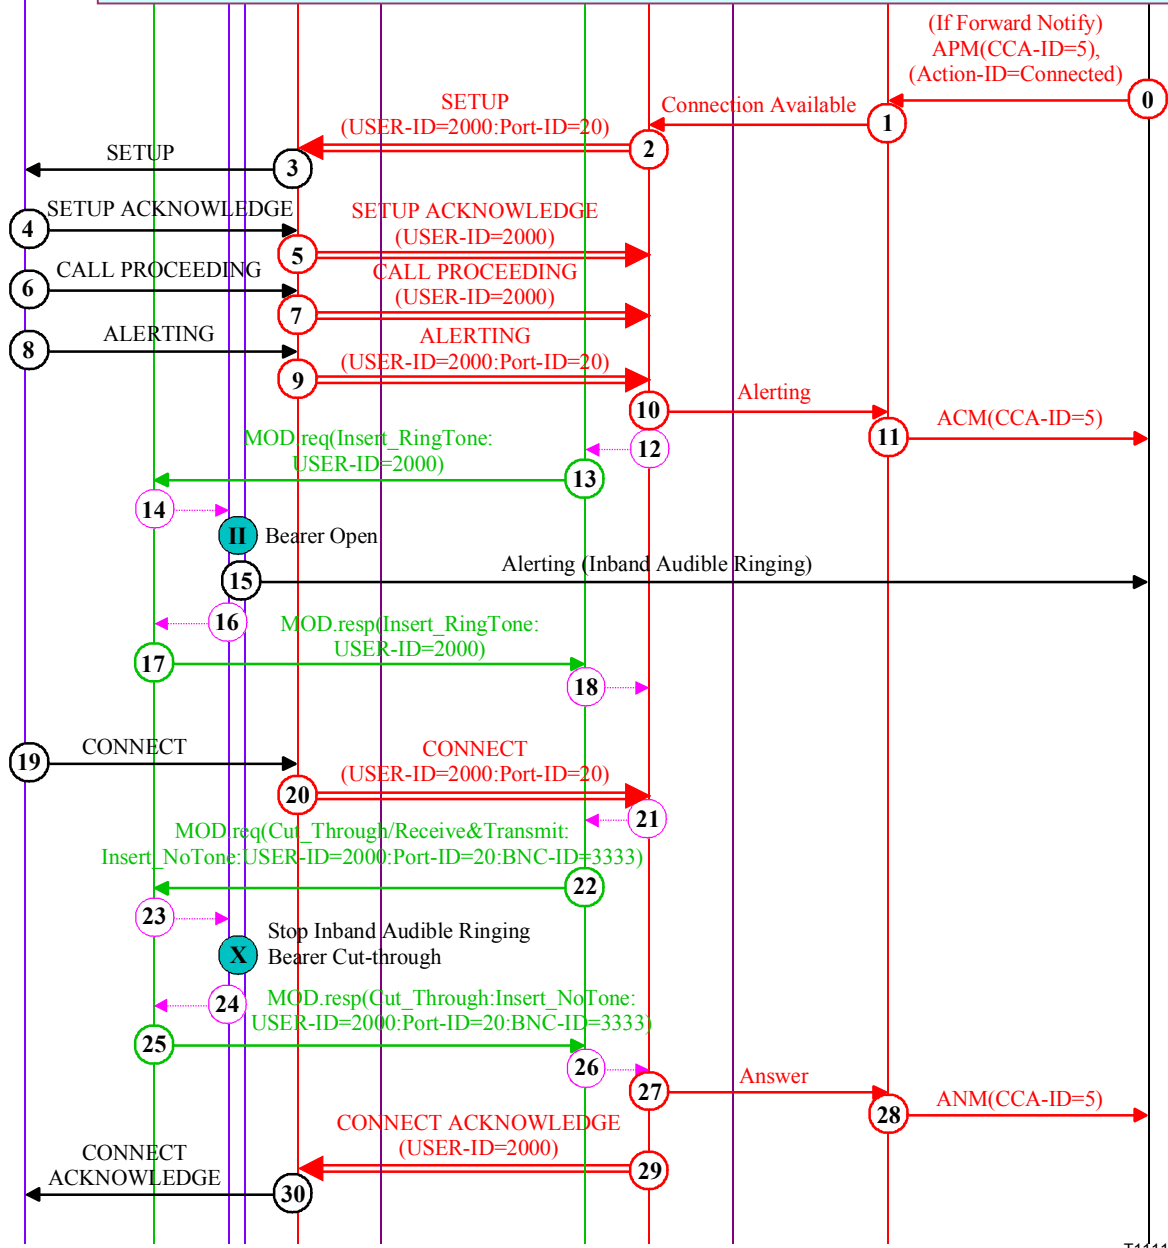 (If Forward Notify)
APM(CCA-ID=5),
(Action-ID=Connected)
0
SETUP
(USER-ID=2000:Port-ID=20)
Connection Available
1
2
SETUP
3
4
SETUP ACKNOWLEDGE
SETUP ACKNOWLEDGE
(USER-ID=2000)
5
6
CALL PROCEEDING
CALL PROCEEDING
(USER-ID=2000)
7
8
ALERTING
ALERTING
(USER-ID=2000:Port-ID=20)
9
10
Alerting
11
ACM(CCA-ID=5)
12
MOD.req(Insert_RingTone:
USER-ID=2000)
13
14
II
Bearer Open
15
Alerting (Inband Audible Ringing)
16
MOD.resp(Insert_RingTone:
USER-ID=2000)
17
18
19
CONNECT
CONNECT
(USER-ID=2000:Port-ID=20)
20
21
MOD.req(Cut_Through/Receive&Transmit:
Insert_NoTone:USER-ID=2000:Port-ID=20:BNC-ID=3333)
22
23
Stop Inband Audible Ringing
X
Bearer Cut-through
24
MOD.resp(Cut_Through:Insert_NoTone:
USER-ID=2000:Port-ID=20:BNC-ID=3333)
25
26
27
Answer
28
ANM(CCA-ID=5)
CONNECT ACKNOWLEDGE
(USER-ID=2000)
29
CONNECT
ACKNOWLEDGE
30